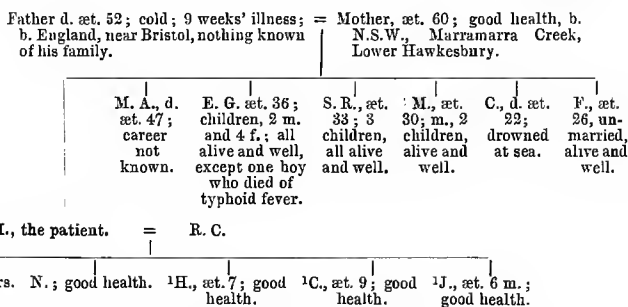 Father d. æt. 52; cold; 9 weeks' illness; = Mother, æt. 60; good health, b.
b. England, near Bristol, nothing known N.S.W., Marramarra Creek,
of his family. Lower Hawkesbury.
M. A., d. æt. 47; career not known.
E. G. æt. 36; children, 2 m. and 4 f.; all alive and well, except one boy who died of typhoid fever.
S. R., æt. 33; 3 children, all alive and well.
M., æt. 30; m., 2 children, alive and well.
C., d. æt. 22; drowned at sea.
F., æt. 26, un-married, alive and well.
I., the patient. = R. C.
rs. N.; good health. ¹H., æt. 7; good health. ¹C., æt. 9; good health. ¹J., æt. 6 m.; good health.